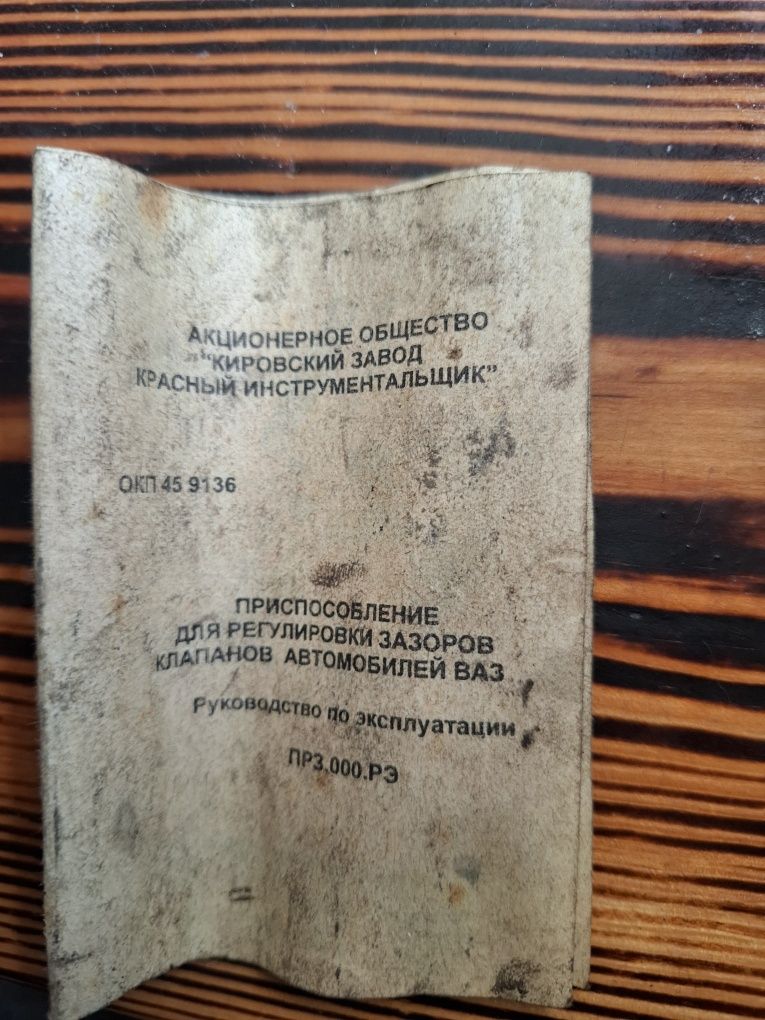 АКЦИОНЕРНОЕ ОБЩЕСТВО
"КИРОВСКИЙ ЗАВОД
КРАСНЫЙ ИНСТРУМЕНТАЛЬЩИК"
ОКП 45 9136
ПРИСПОСОБЛЕНИЕ
ДЛЯ РЕГУЛИРОВКИ ЗАЗОРОВ
КЛАПАНОВ АВТОМОБИЛЕЙ ВАЗ
Руководство по эксплуатации
ПР3.000.РЭ